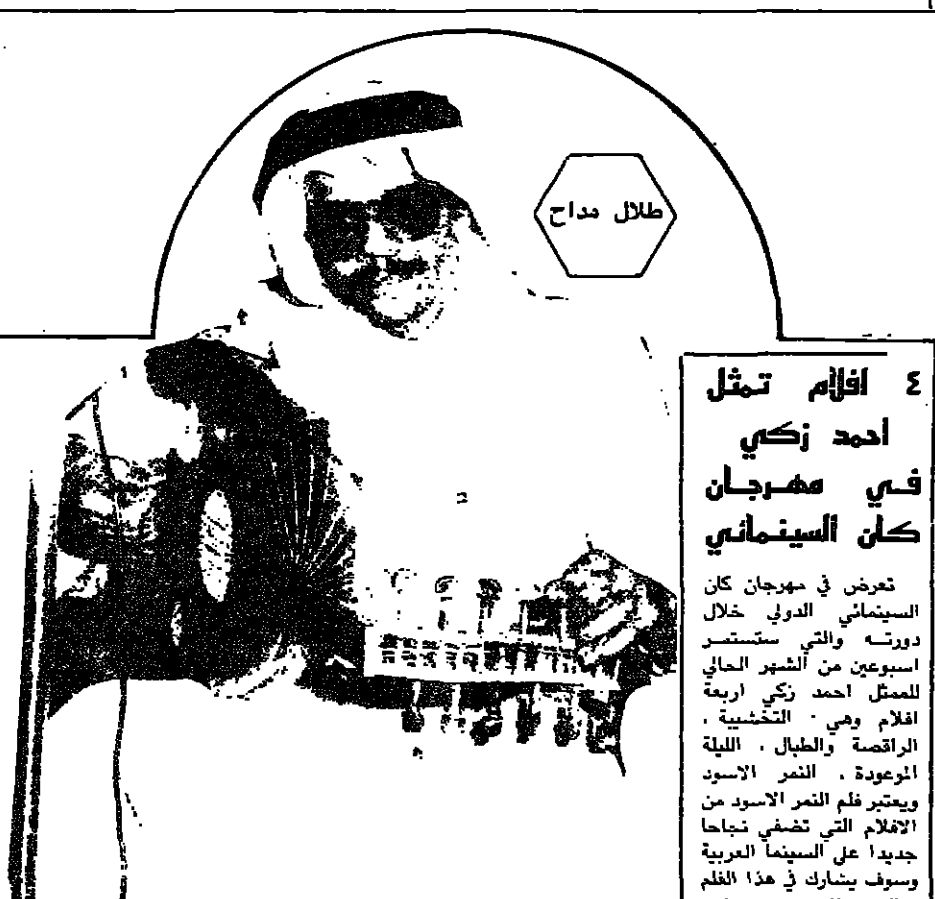 طلال مداح
٤ افلام تمثل
احمد زكي
في مهرجان
كان السينمائي
تعرض في مهرجان كان
السينمائي الدولي خلال
دورته والتي ستستمر
اسبوعين من الشهر الحالي
للممثل احمد زكي اربعة
افلام وهي ٠ التخشيبة ،
الراقصة والطبال ، الليلة
الموعودة ، النمر الاسود
ويعتبر فلم النمر الاسود من
الافلام التي تضفي نجاحا
جديدا على السينما العربية
وسوف يشارك في هذا الفلم